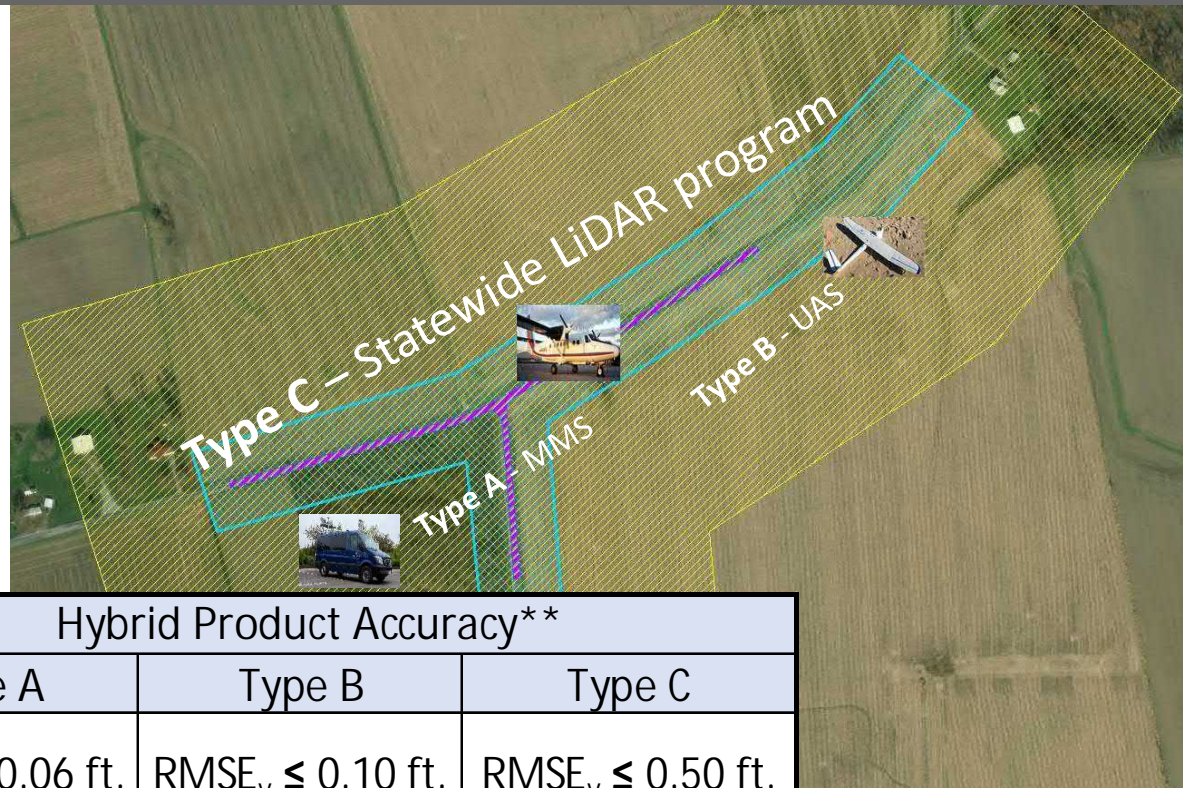 Type C – Statewide LiDAR program
Type B - UAS
Type A - MMS
Hybrid Product Accuracy**
e A
Type B
Type C
0.06 ft.
RMSEᵥ ≤ 0.10 ft.
RMSEᵥ ≤ 0.50 ft.